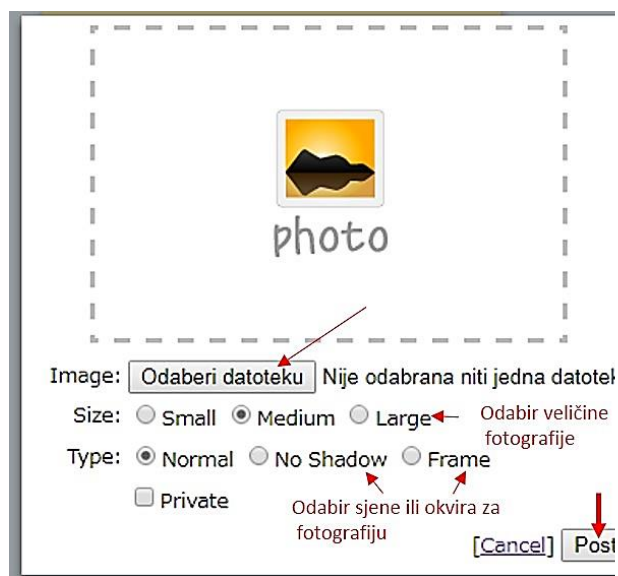 photo
Image: Odaberi datoteku Nije odabrana niti jedna datotek
Size: Small Medium Large Odabir veličine
fotografije
Type: Normal No Shadow Frame
Private Odabir sjene ili okvira za
fotografiju
[Cancel] Post